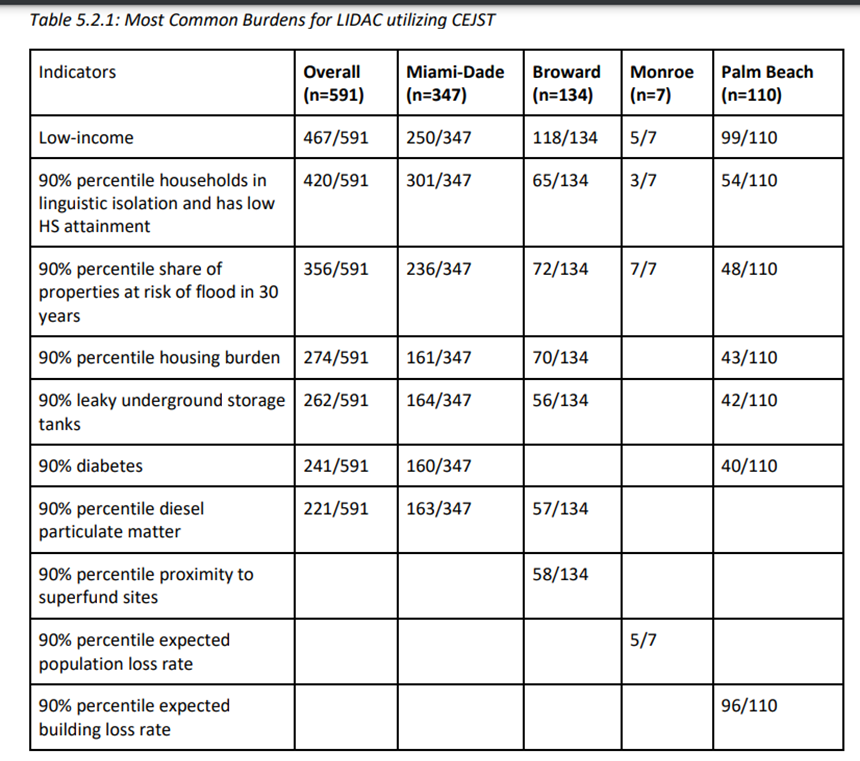 Table 5.2.1: Most Common Burdens for LIDAC utilizing CEJST
Indicators Overall (n=591) Miami-Dade (n=347) Broward (n=134) Monroe (n=7) Palm Beach (n=110)
Low-income 467/591 250/347 118/134 5/7 99/110
90% percentile households in 420/591 301/347 65/134 3/7 54/110
linguistic isolation and has low
HS attainment
90% percentile share of 356/591 236/347 72/134 7/7 48/110
properties at risk of flood in 30
years
90% percentile housing burden 274/591 161/347 70/134 43/110
90% leaky underground storage 262/591 164/347 56/134 42/110
tanks
90% diabetes 241/591 160/347 40/110
90% percentile diesel 221/591 163/347 57/134
particulate matter
90% percentile proximity to 58/134
superfund sites
90% percentile expected 5/7
population loss rate
90% percentile expected 96/110
building loss rate